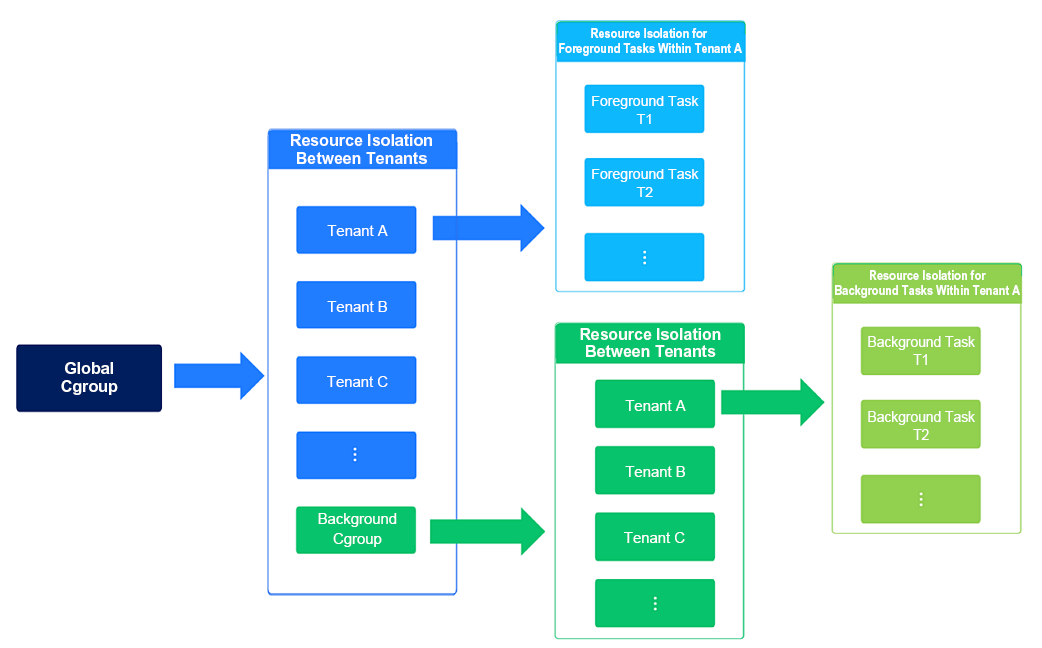 Global
Cgroup
Resource Isolation
Between Tenants
Tenant A
Tenant B
Tenant C
⋮
Background
Cgroup
Resource Isolation for
Foreground Tasks Within Tenant A
Foreground Task
T1
Foreground Task
T2
⋮
Resource Isolation
Between Tenants
Tenant A
Tenant B
Tenant C
⋮
Resource Isolation for
Background Tasks Within Tenant A
Background Task
T1
Background Task
T2
⋮